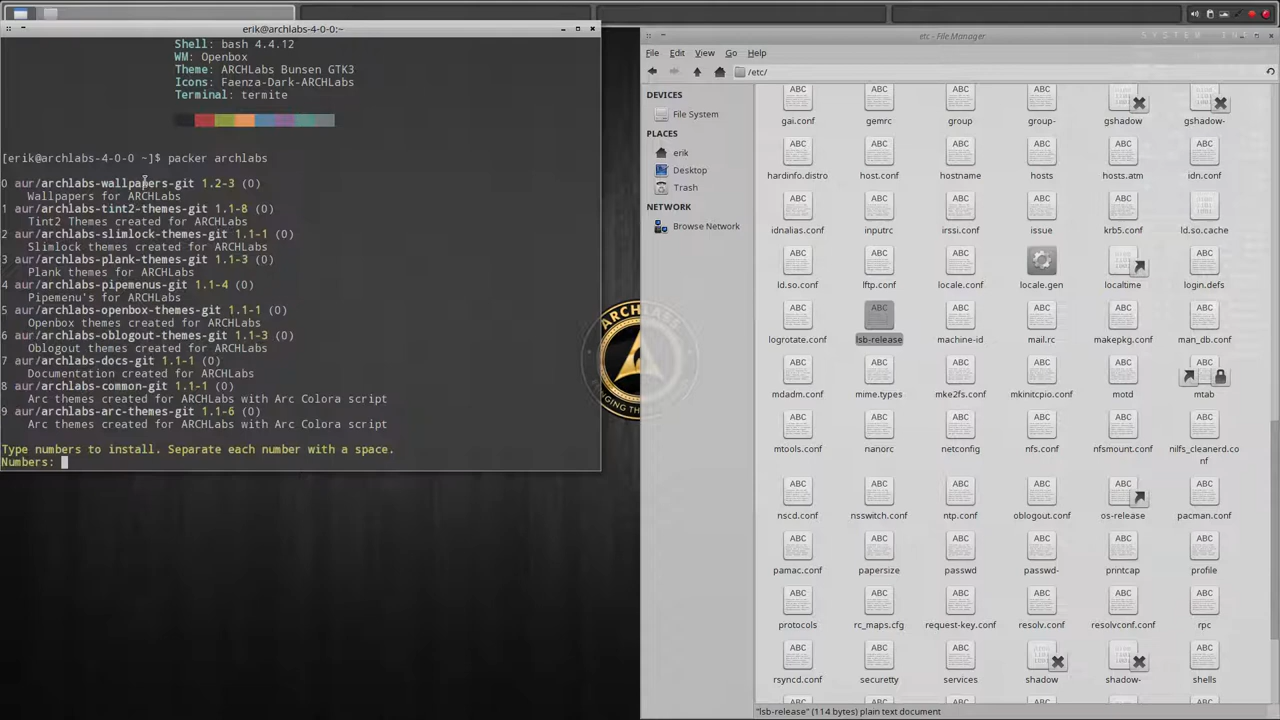 erik@archlabs-4-0-0:~
Shell: bash 4.4.12
WM: Openbox
Theme: ARCHLabs Bunsen GTK3
Icons: Faenza-Dark-ARCHLabs
Terminal: termite
[erik@archlabs-4-0-0 ~]$ packer archlabs
0 aur/archlabs-wallpapers-git 1.2-3 (0)
Wallpapers for ARCHLabs
1 aur/archlabs-tint2-themes-git 1.1-8 (0)
Tint2 Themes created for ARCHLabs
2 aur/archlabs-slimlock-themes-git 1.1-1 (0)
Slimlock themes created for ARCHLabs
3 aur/archlabs-plank-themes-git 1.1-3 (0)
Plank themes for ARCHLabs
4 aur/archlabs-pipemenus-git 1.1-4 (0)
Pipemenu's for ARCHLabs
5 aur/archlabs-openbox-themes-git 1.1-1 (0)
Openbox themes created for ARCHLabs
6 aur/archlabs-oblogout-themes-git 1.1-3 (0)
Oblogout themes created for ARCHLabs
7 aur/archlabs-docs-git 1.1-1 (0)
Documentation created for ARCHLabs
8 aur/archlabs-common-git 1.1-1 (0)
Arc themes created for ARCHLabs with Arc Colora script
9 aur/archlabs-arc-themes-git 1.1-6 (0)
Arc themes created for ARCHLabs with Arc Colora script
Type numbers to install. Separate each number with a space.
Numbers:
etc - File Manager
File Edit View Go Help
/etc/
DEVICES
File System
PLACES
erik
Desktop
Trash
NETWORK
Browse Network
gai.conf gemrc group group- gshadow gshadow-
hardinfo.distro host.conf hostname hosts hosts.atm idn.conf
idnalias.conf inputrc irssi.conf issue krb5.conf ld.so.cache
ld.so.conf lftp.conf locale.conf locale.gen localtime login.defs
logrotate.conf lsb-release machine-id mail.rc makepkg.conf man_db.conf
mdadm.conf mime.types mke2fs.conf mkinitcpio.conf motd mtab
mtools.conf nanorc netconfig nfs.conf nfsmount.conf nilfs_cleanerd.co
nf
nscd.conf nsswitch.conf ntp.conf oblogout.conf os-release pacman.conf
pamac.conf papersize passwd passwd- printcap profile
protocols rc_maps.cfg request-key.conf resolv.conf resolvconf.conf rpc
rsyncd.conf securetty services shadow shadow- shells
"lsb-release" (114 bytes) plain text document